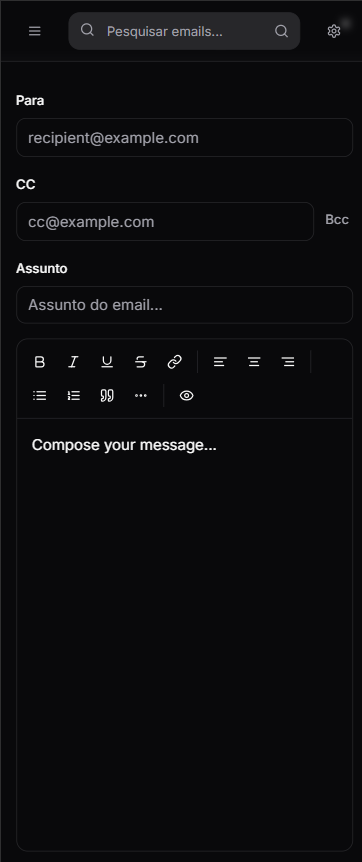 Pesquisar emails...
Para
recipient@example.com
CC
cc@example.com Bcc
Assunto
Assunto do email...
B I U S
Compose your message...